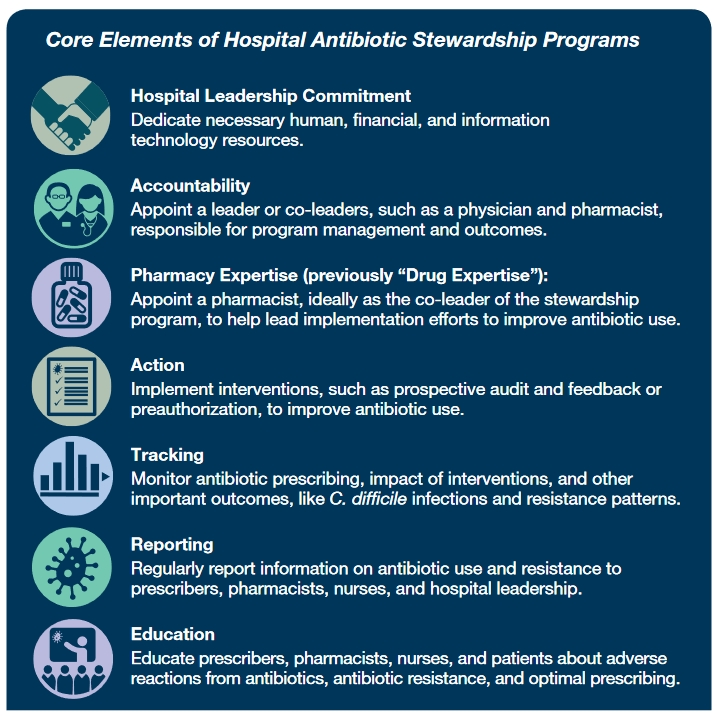 Core Elements of Hospital Antibiotic Stewardship Programs
Hospital Leadership Commitment
Dedicate necessary human, financial, and information
technology resources.
Accountability
Appoint a leader or co-leaders, such as a physician and pharmacist,
responsible for program management and outcomes.
Pharmacy Expertise (previously “Drug Expertise”):
Appoint a pharmacist, ideally as the co-leader of the stewardship
program, to help lead implementation efforts to improve antibiotic use.
Action
Implement interventions, such as prospective audit and feedback or
preauthorization, to improve antibiotic use.
Tracking
Monitor antibiotic prescribing, impact of interventions, and other
important outcomes, like C. difficile infections and resistance patterns.
Reporting
Regularly report information on antibiotic use and resistance to
prescribers, pharmacists, nurses, and hospital leadership.
Education
Educate prescribers, pharmacists, nurses, and patients about adverse
reactions from antibiotics, antibiotic resistance, and optimal prescribing.